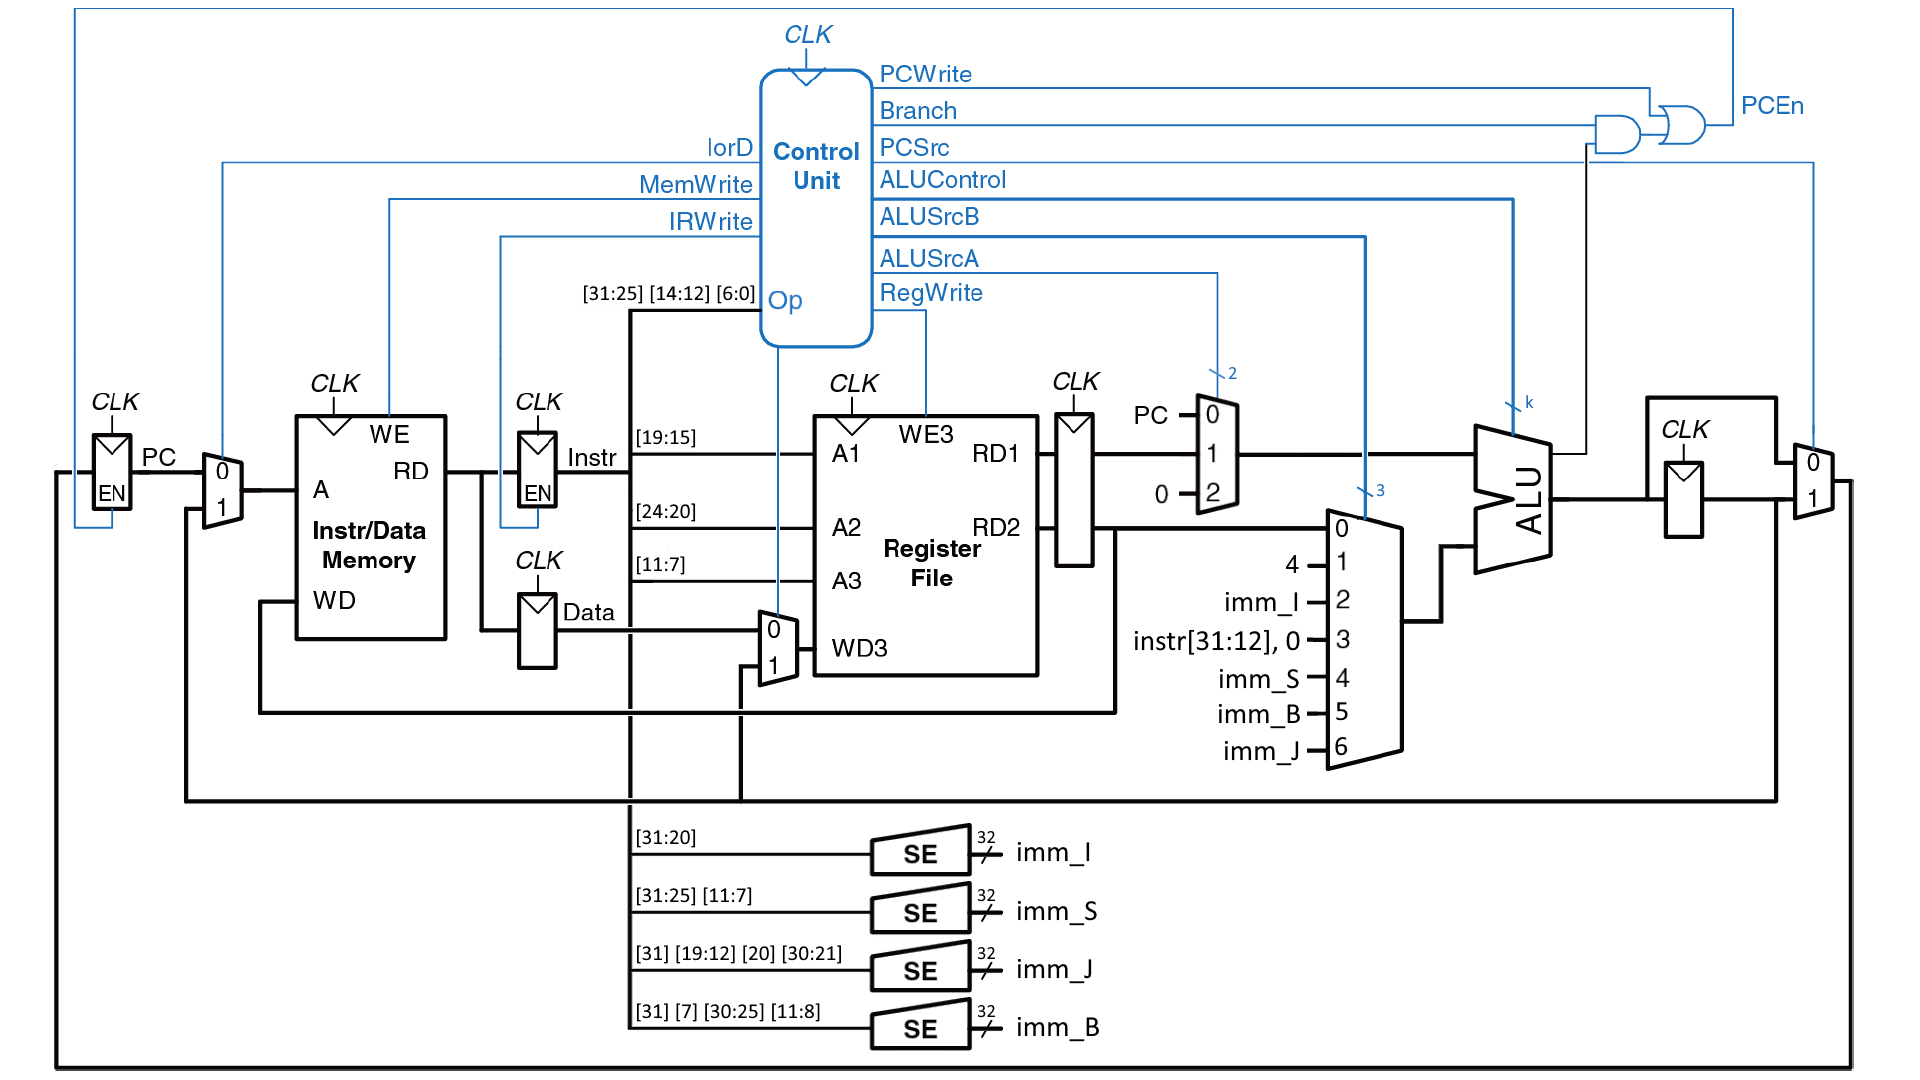 CLK
PCWrite
Branch
PCEn
IorD
Control
Unit
PCSrc
MemWrite
ALUControl
IRWrite
ALUSrcB
ALUSrcA
[31:25] [14:12] [6:0]
Op
RegWrite
CLK
CLK
CLK
CLK
CLK
2
k
PC
EN
0
1
WE
RD
A
Instr/Data
Memory
WD
EN
Instr
CLK
Data
[19:15]
[24:20]
[11:7]
0
1
A1
WE3
RD1
A2
RD2
Register
File
A3
WD3
PC
0
1
0
2
3
0
4
1
imm_I
2
instr[31:12], 0
3
imm_S
4
imm_B
5
imm_J
6
ALU
CLK
0
1
[31:20]
SE
32
imm_I
[31:25] [11:7]
SE
32
imm_S
[31] [19:12] [20] [30:21]
SE
32
imm_J
[31] [7] [30:25] [11:8]
SE
32
imm_B